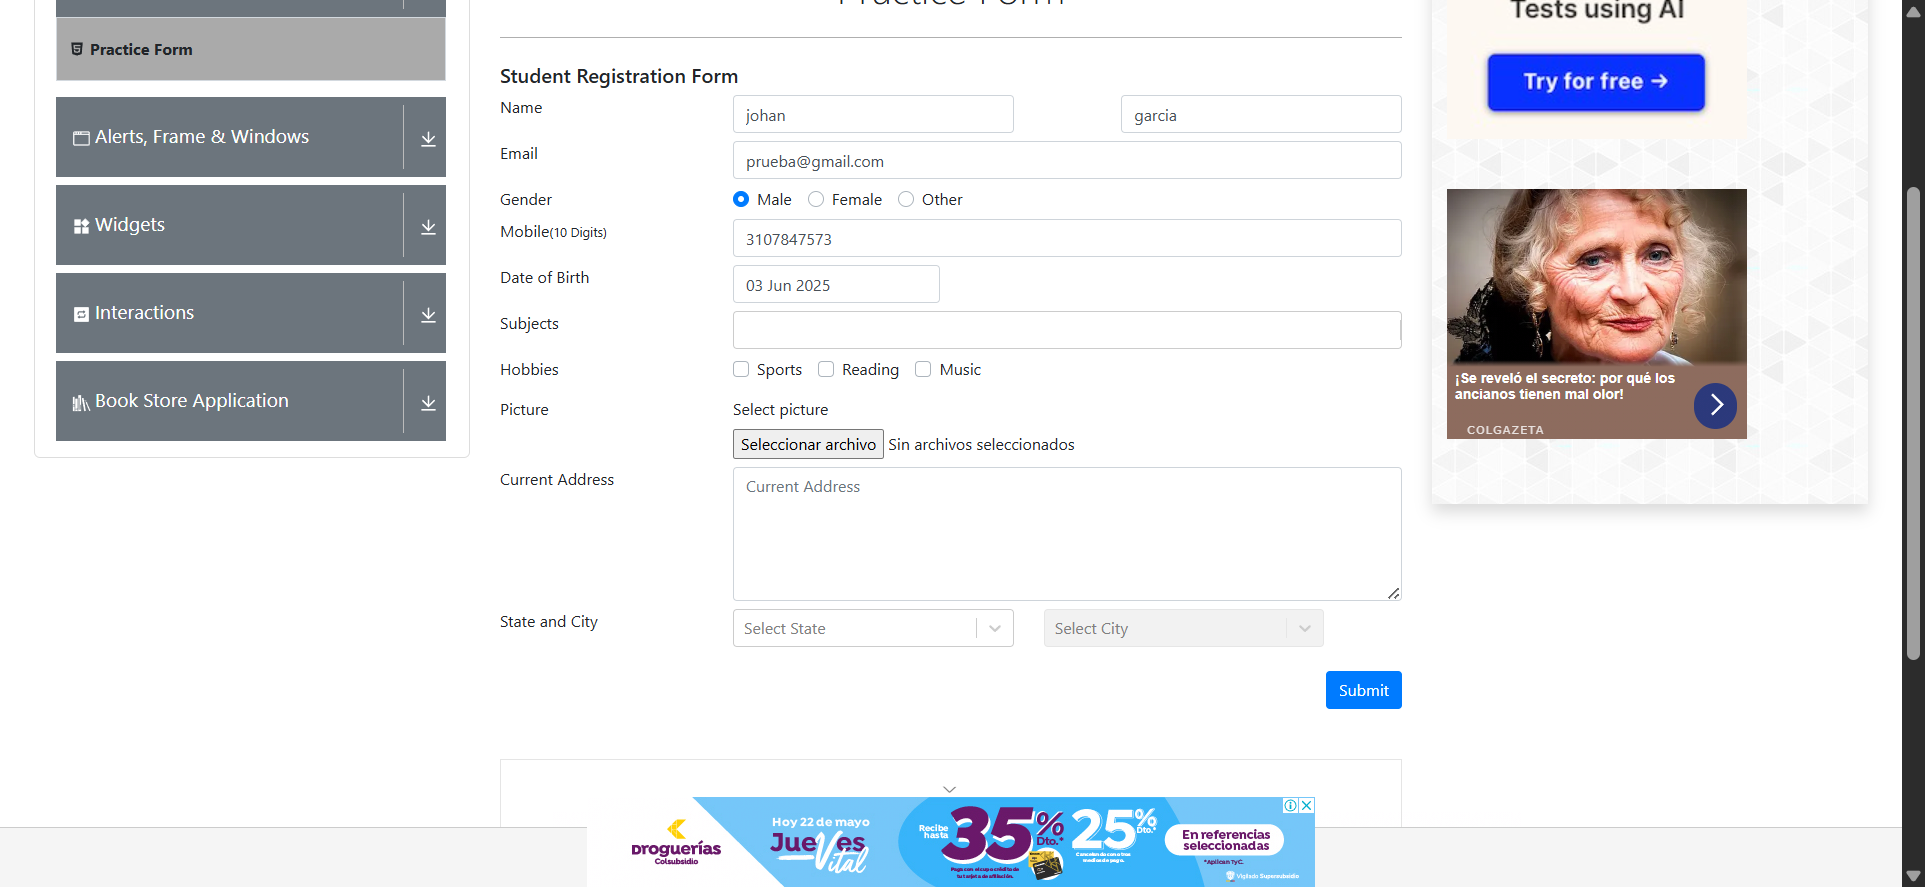 Practice Form
Practice Form
Alerts, Frame & Windows
Widgets
Interactions
Book Store Application
Student Registration Form
Name
johan
garcia
Email
prueba@gmail.com
Gender
Male
Female
Other
Mobile(10 Digits)
3107847573
Date of Birth
03 Jun 2025
Subjects
Hobbies
Sports
Reading
Music
Picture
Select picture
Seleccionar archivo Sin archivos seleccionados
Current Address
Current Address
State and City
Select State
Select City
Submit
Tests using AI
Try for free →
¡Se reveló el secreto: por qué los
ancianos tienen mal olor!
COLGAZETA
droguerías
Colsubsidio
Hoy 22 de mayo
Jueves
Vital
Recibe
hasta
35% Dto.*
25% Dto.*
En referencias
seleccionadas
*Aplican TyC.
Vigilado Supersubsidio